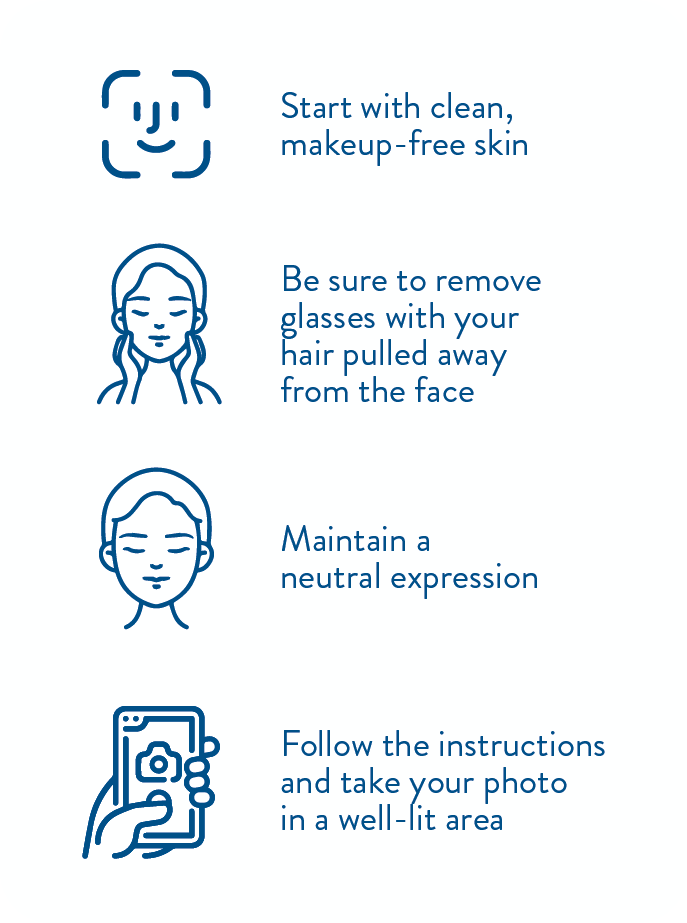 Start with clean,
makeup-free skin
Be sure to remove
glasses with your
hair pulled away
from the face
Maintain a
neutral expression
Follow the instructions
and take your photo
in a well-lit area